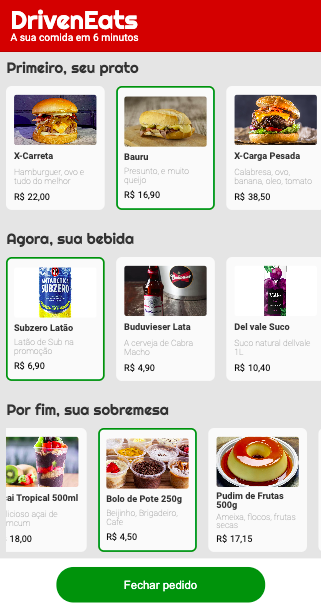 DrivenEats
A sua comida em 6 minutos
Primeiro, seu prato
X-Carreta
Hamburguer, ovo e
tudo do melhor
R$ 22,00
Bauru
Presunto, e muito
queijo
R$ 16,90
X-Carga Pesada
Calabresa, ovo,
banana, oleo, tomato
R$ 38,50
Agora, sua bebida
ANTARCTICA
SUBZERO
Subzero Latão
Latão de Sub na
promoção
R$ 6,90
Buduvieser Lata
A cerveja de Cabra
Macho
R$ 4,90
Del vale Suco
Suco natural dellvale
1L
R$ 10,40
Por fim, sua sobremesa
ai Tropical 500ml
licioso açai de
mcum
18,00
Bolo de Pote 250g
Beijinho, Brigadeiro,
Café
R$ 4,50
Pudim de Frutas
500g
Ameixa, flocos, frutas
secas
R$ 17,15
Fechar pedido